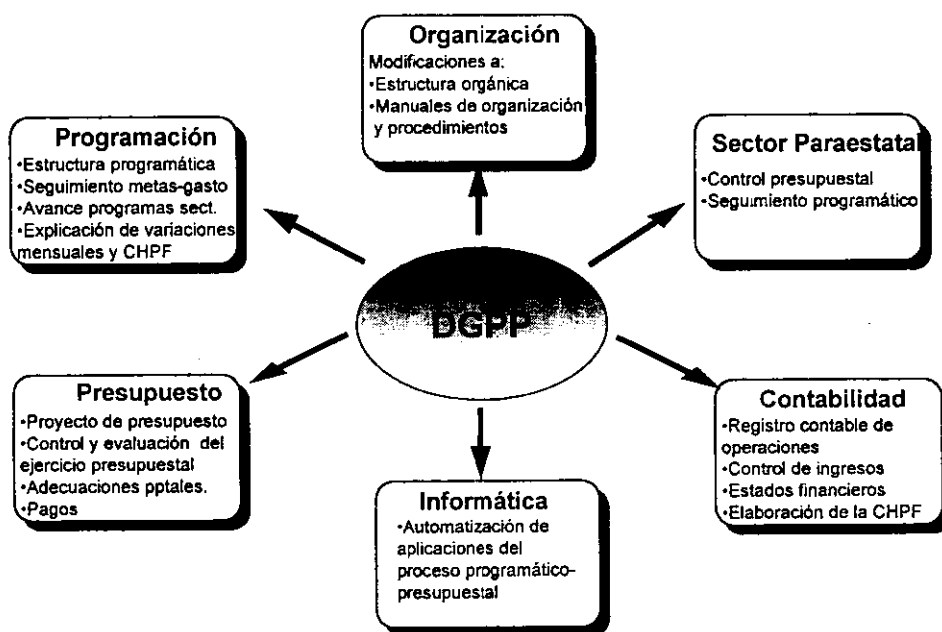 Organización
Modificaciones a:
•Estructura orgánica
•Manuales de organización
y procedimientos
Programación
•Estructura programática
•Seguimiento metas-gasto
•Avance programas sect.
•Explicación de variaciones
mensuales y CHPF
Sector Paraestatal
•Control presupuestal
•Seguimiento programático
DGPP
Presupuesto
•Proyecto de presupuesto
•Control y evaluación del
ejercicio presupuestal
•Adecuaciones pptales.
•Pagos
Informática
•Automatización de
aplicaciones del
proceso programático-
presupuestal
Contabilidad
•Registro contable de
operaciones
•Control de ingresos
•Estados financieros
•Elaboración de la CHPF